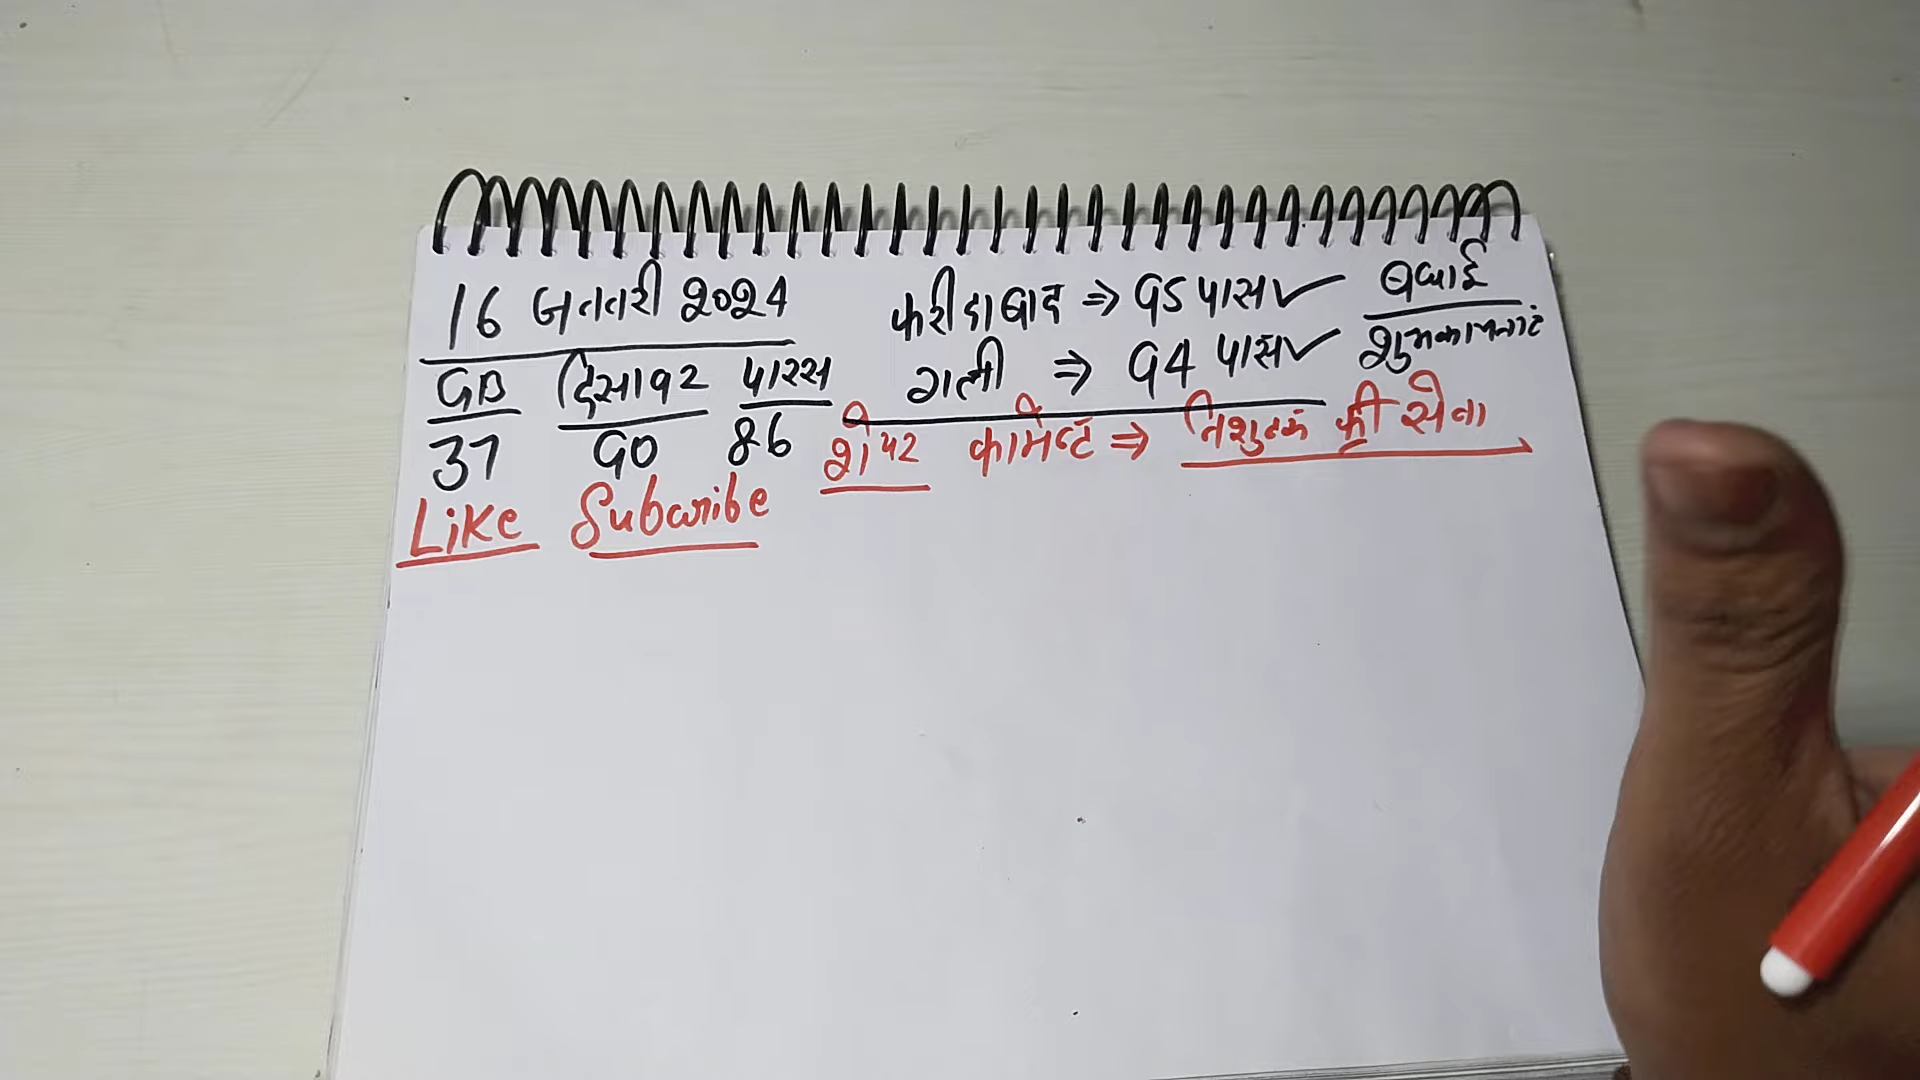 16 जनवरी 2024
फरीदाबाद ⇒ 95 पास ✓ बधाई
गली ⇒ 94 पास ✓ शुभकामनाएं
GB दिसावर पारस
37 90 86
शेयर कामेन्ट ⇒ निशुल्क फ्री सेवा
Like Subcribe